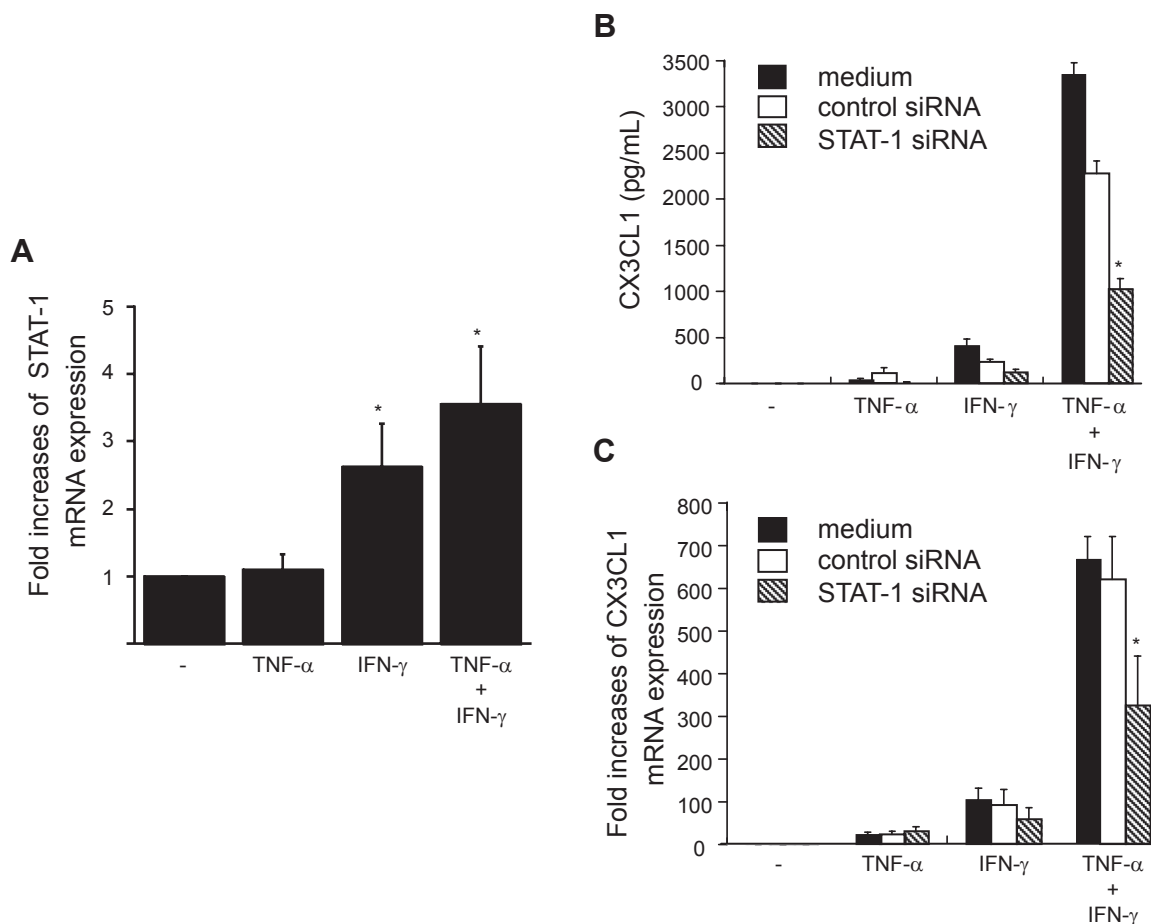 A
Fold increases of STAT-1
mRNA expression
5
4
3
2
1
*
*
-
TNF-α
IFN-γ
TNF-α
+
IFN-γ
B
CX3CL1 (pg/mL)
3500
3000
2500
2000
1500
1000
500
0
medium
control siRNA
STAT-1 siRNA
*
-
TNF-α
IFN-γ
TNF-α
+
IFN-γ
C
Fold increases of CX3CL1
mRNA expression
800
700
600
500
400
300
200
100
0
medium
control siRNA
STAT-1 siRNA
*
-
TNF-α
IFN-γ
TNF-α
+
IFN-γ